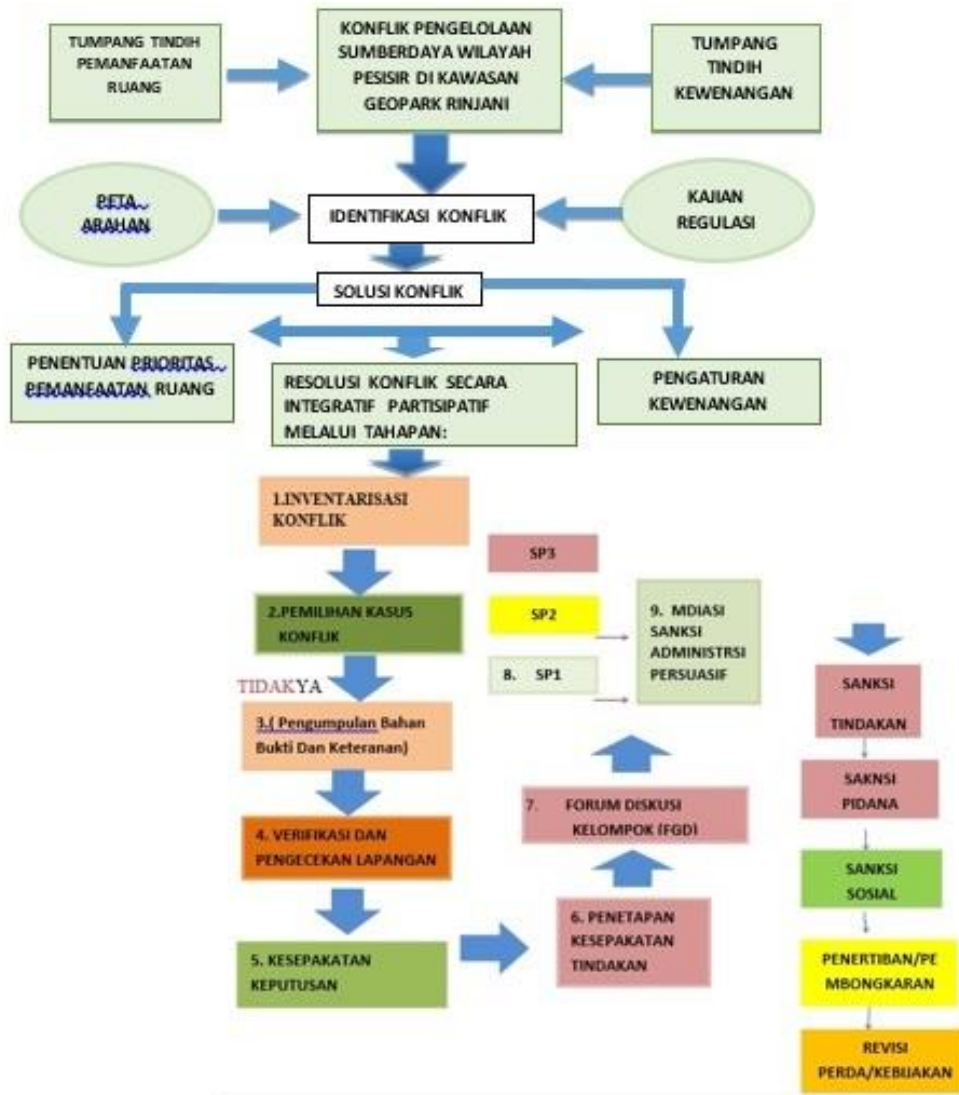 TUMPANG TINDIH
PEMANFAATAN
RUANG
KONFLIK PENGELOLAAN
SUMBERDAYA WILAYAH
PESISIR DI KAWASAN
GEOPARK RINJANI
TUMPANG
TINDIH
KEWENANGAN
PETA
ARAHAN
IDENTIFIKASI KONFLIK
KAJIAN
REGULASI
SOLUSI KONFLIK
PENENTUAN PRIORITAS
PEMANFAATAN RUANG
RESOLUSI KONFLIK SECARA
INTEGRATIF PARTISIPATIF
MELALUI TAHAPAN:
PENGATURAN
KEWENANGAN
1.INVENTARISASI
KONFLIK
2.PEMILIHAN KASUS
KONFLIK
TIDAKYA
3.( Pengumpulan Bahan
Bukti Dan Keteranan)
4. VERIFIKASI DAN
PENGECEKAN LAPANGAN
5. KESEPAKATAN
KEPUTUSAN
6. PENETAPAN
KESEPAKATAN
TINDAKAN
7. FORUM DISKUSI
KELOMPOK (FGD)
SP3
SP2
8. SP1
9. MDIASI
SANKSI
ADMINISTRSI
PERSUASIF
SANKSI
TINDAKAN
SAKNSI
PIDANA
SANKSI
SOSIAL
PENERTIBAN/PE
MBONGKARAN
REVISI
PERDA/KEBIJAKAN